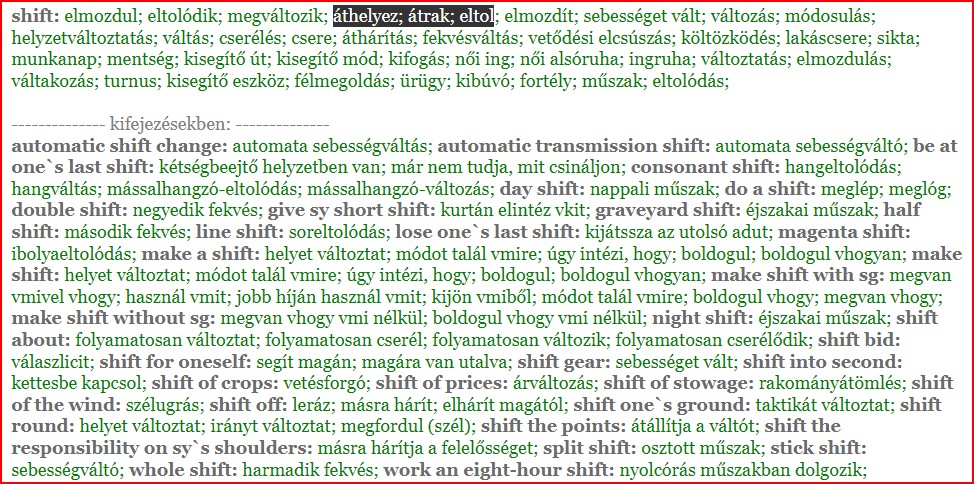 shift: elmozdul; eltolódik; megváltozik; áthelyez; átrak; eltol; elmozdít; sebességet vált; változás; módosulás;
helyzetváltoztatás; váltás; cserélés; csere; áthárítás; fekvésváltás; vetődési elcsúszás; költözködés; lakáscsere; sikta;
munkanap; mentség; kisegítő út; kisegítő mód; kifogás; női ing; női alsóruha; ingruha; változtatás; elmozdulás;
váltakozás; turnus; kisegítő eszköz; félmegoldás; ürügy; kibúvó; fortély; műszak; eltolódás;
-------------- kifejezésekben: --------------
automatic shift change: automata sebességváltás; automatic transmission shift: automata sebességváltó; be at
one`s last shift: kétségbeejtő helyzetben van; már nem tudja, mit csináljon; consonant shift: hangeltolódás;
hangváltás; mássalhangzó-eltolódás; mássalhangzó-változás; day shift: nappali műszak; do a shift: meglép; meglóg;
double shift: negyedik fekvés; give sy short shift: kurtán elintéz vkit; graveyard shift: éjszakai műszak; half
shift: második fekvés; line shift: soreltolódás; lose one`s last shift: kijátssza az utolsó adut; magenta shift:
ibolyaeltolódás; make a shift: helyet változtat; módot talál vmire; úgy intézi, hogy; boldogul; boldogul vhogyan; make
shift: helyet változtat; módot talál vmire; úgy intézi, hogy; boldogul; boldogul vhogyan; make shift with sg: megvan
vmivel vhogy; használ vmit; jobb híján használ vmit; kijön vmiből; módot talál vmire; boldogul vhogy; megvan vhogy;
make shift without sg: megvan vhogy vmi nélkül; boldogul vhogy vmi nélkül; night shift: éjszakai műszak; shift
about: folyamatosan változtat; folyamatosan cserél; folyamatosan változik; folyamatosan cserélődik; shift bid:
válaszlicit; shift for oneself: segít magán; magára van utalva; shift gear: sebességet vált; shift into second:
kettesbe kapcsol; shift of crops: vetésforgó; shift of prices: árváltozás; shift of stowage: rakományátömlés; shift
of the wind: szélugrás; shift off: leráz; másra hárít; elhárít magától; shift one`s ground: taktikát változtat; shift
round: helyet változtat; irányt változtat; megfordul (szél); shift the points: átállítja a váltót; shift the
responsibility on sy`s shoulders: másra hárítja a felelősséget; split shift: osztott műszak; stick shift:
sebességváltó; whole shift: harmadik fekvés; work an eight-hour shift: nyolcórás műszakban dolgozik;